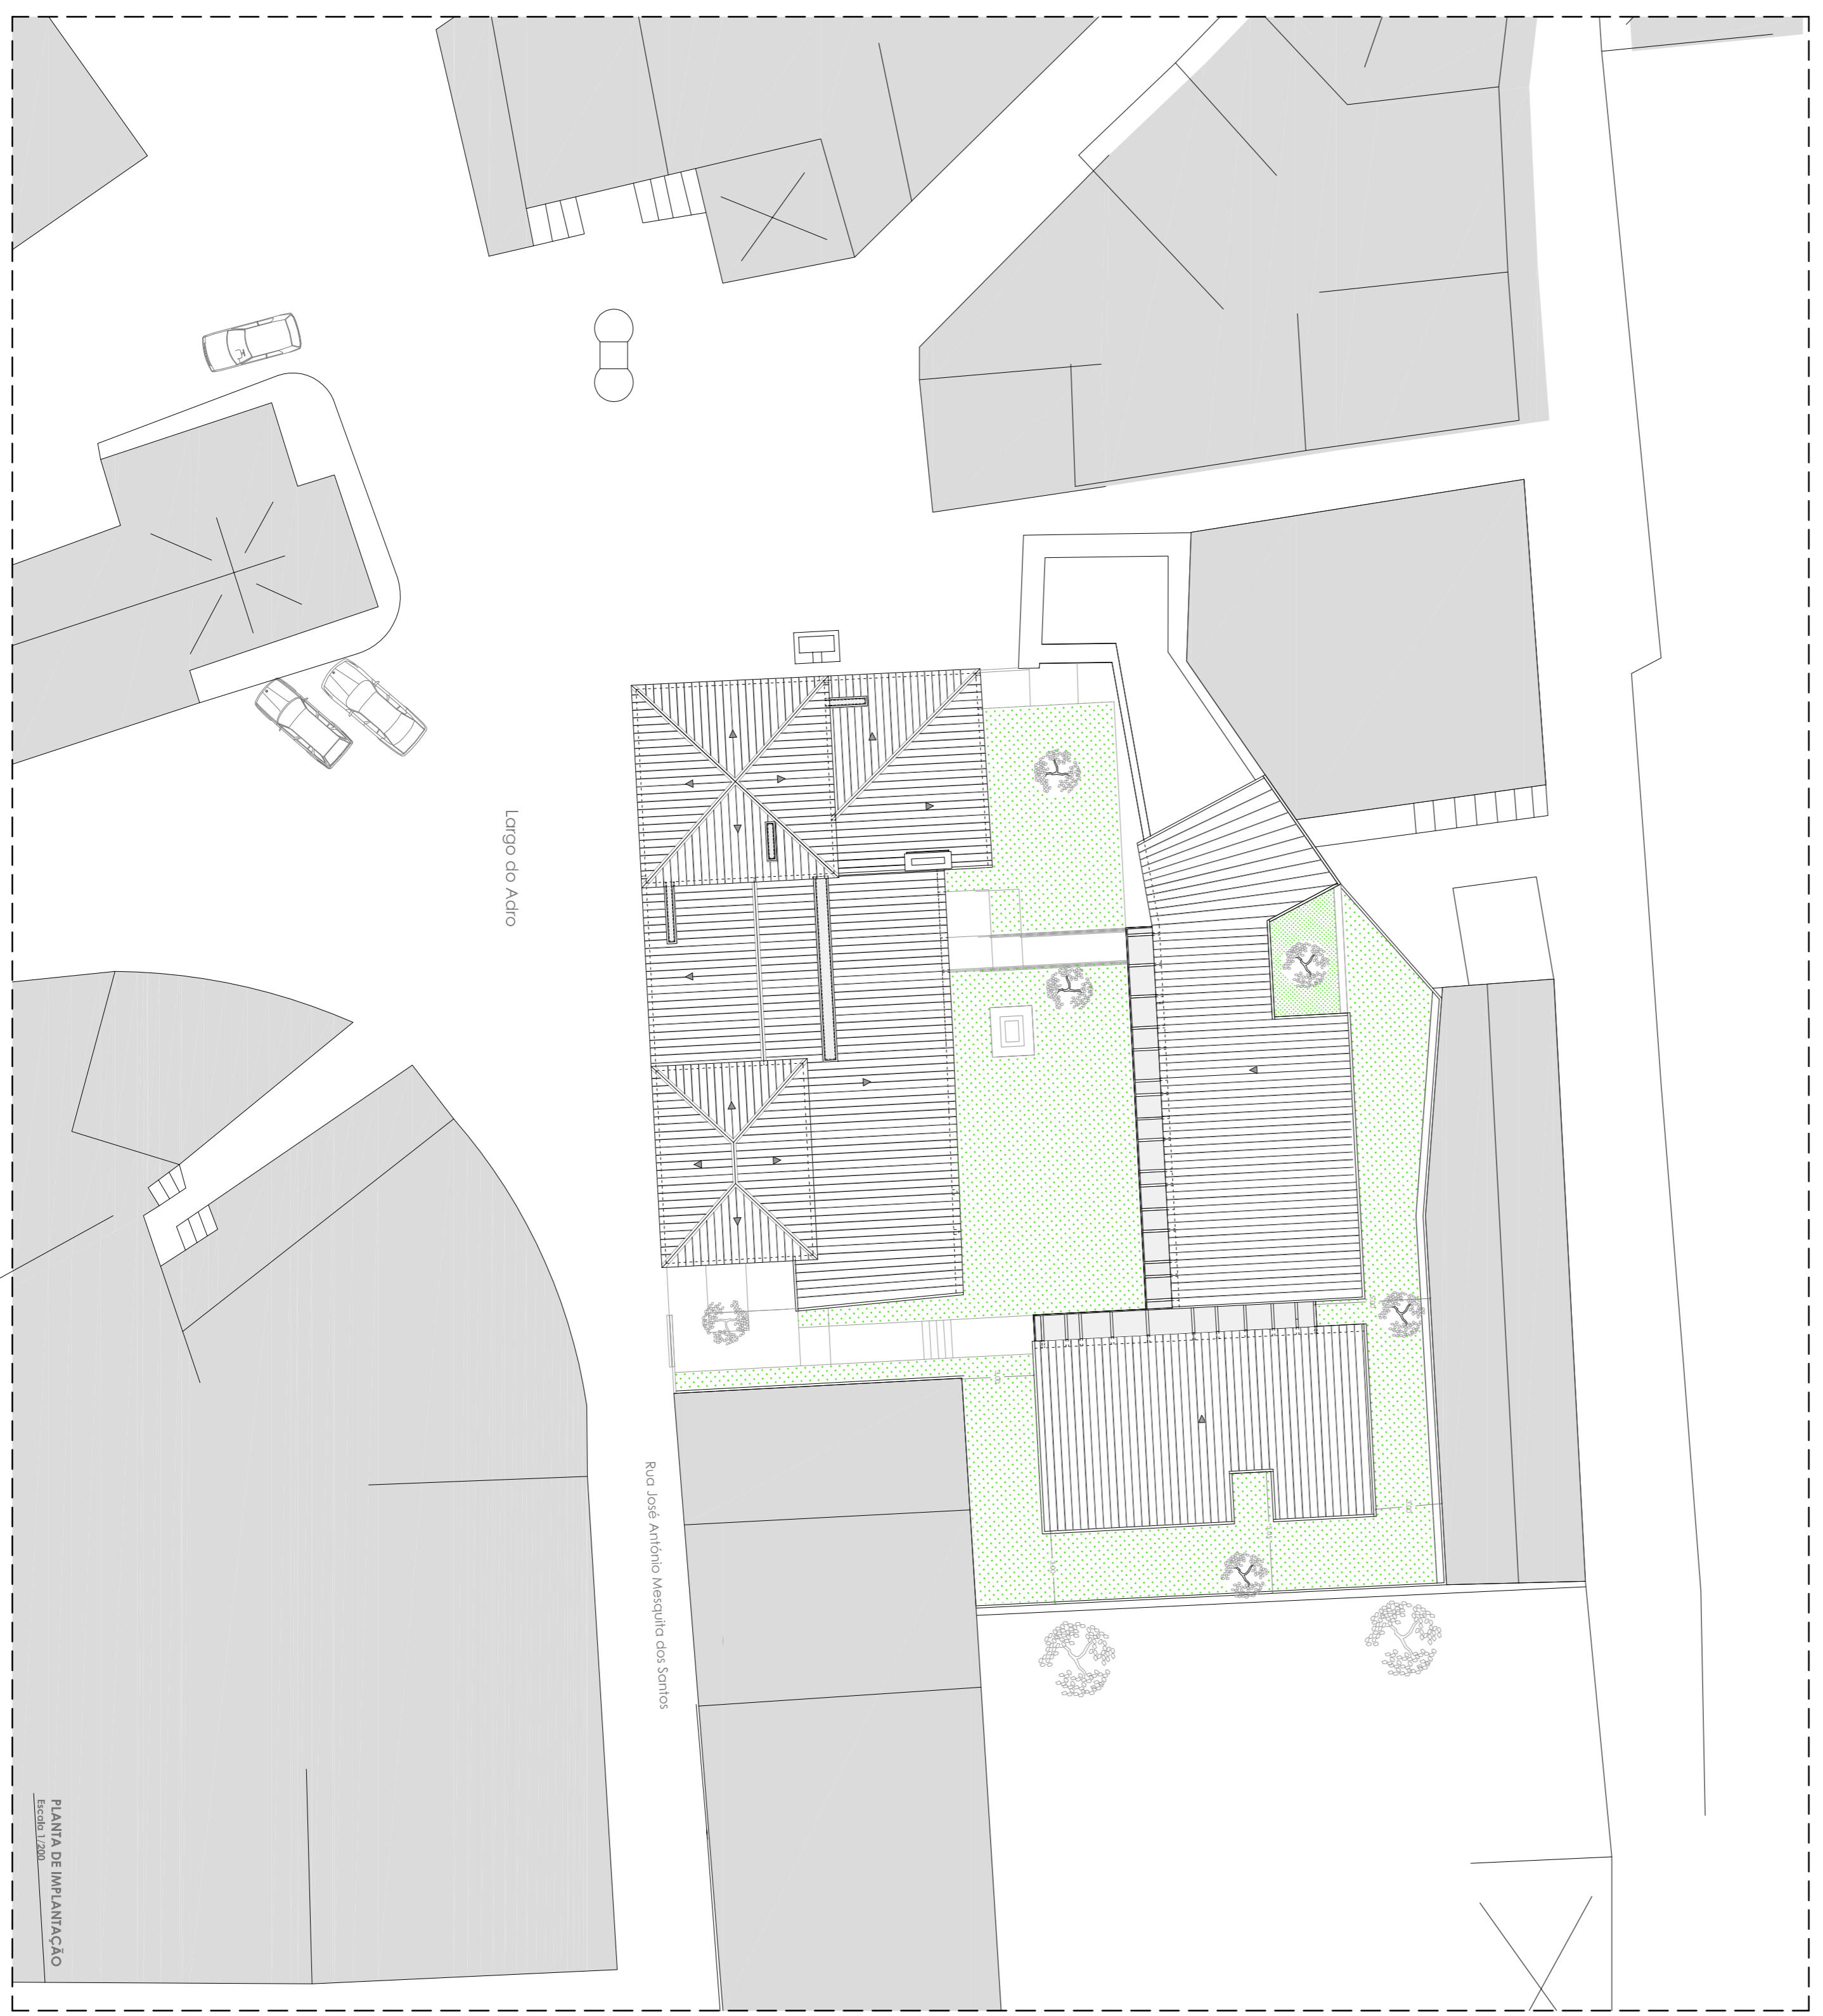 Largo do Adro
Rua José António Mesquita dos Santos
PLANTA DE IMPLANTAÇÃO
Escala 1/200